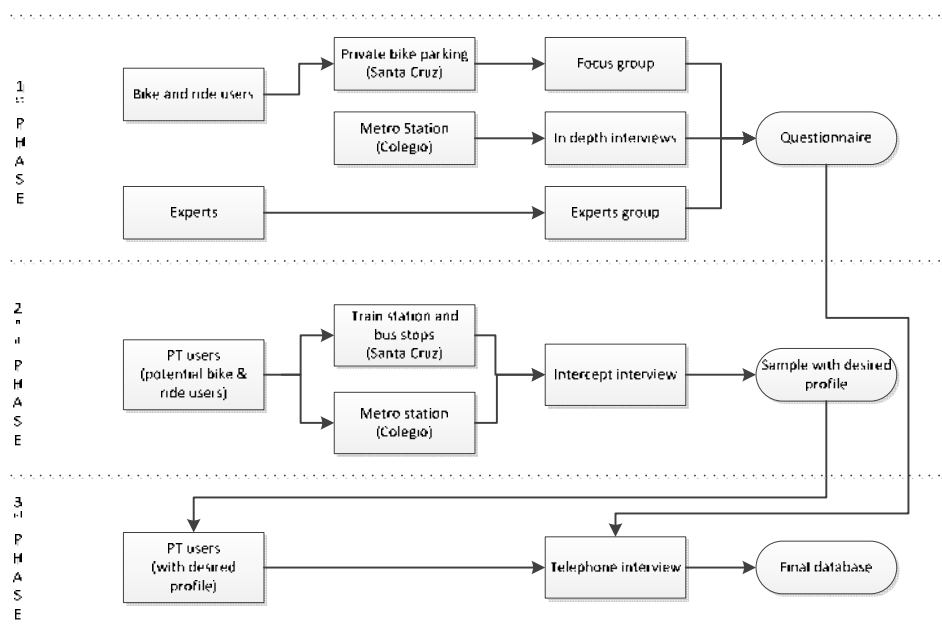 1st PHASE
Bike and ride users
Private bike parking
(Santa Cruz)
Focus group
Metro Station
(Colegio)
In depth interviews
Questionnaire
Experts
Experts group
2nd PHASE
PT users
(potential bike &
ride users)
Train station and
bus stops
(Santa Cruz)
Metro station
(Colegio)
Intercept interview
Sample with desired
profile
3rd PHASE
PT users
(with desired
profile)
Telephone interview
Final database